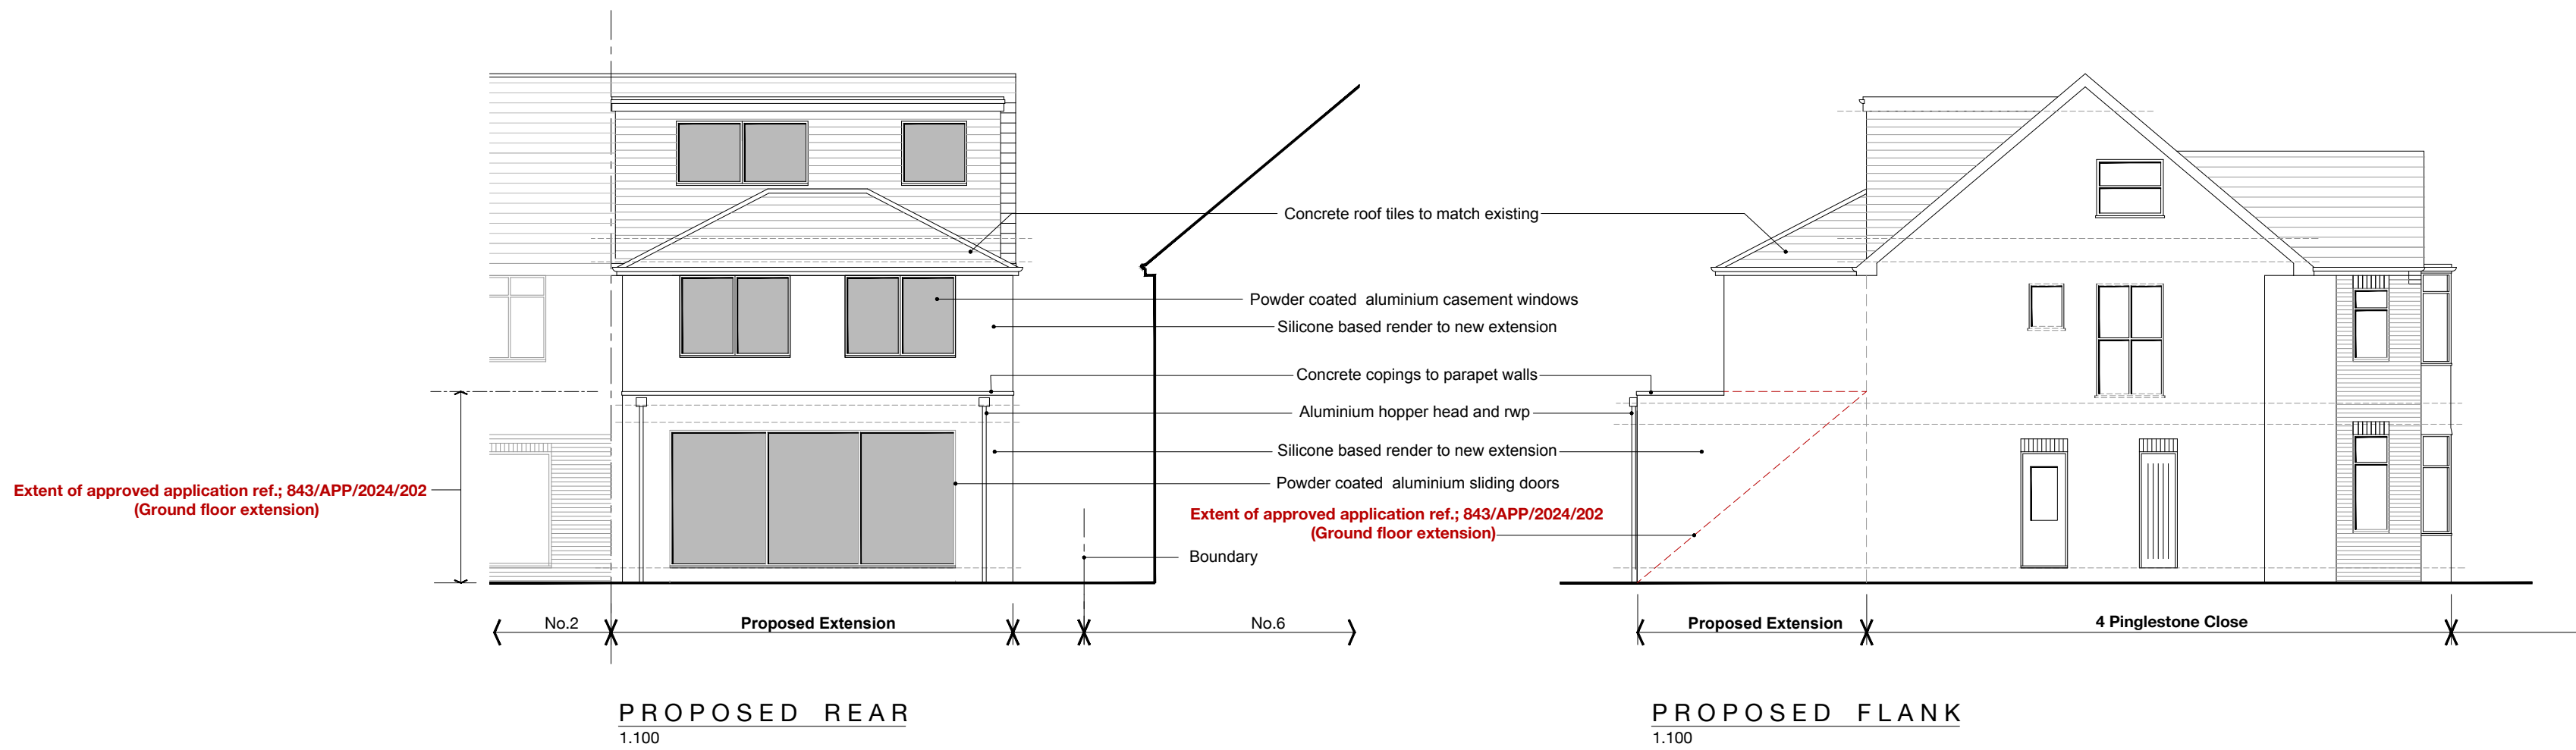 Concrete roof tiles to match existing
Powder coated aluminium casement windows
Silicone based render to new extension
Concrete copings to parapet walls
Aluminium hopper head and rwp
Silicone based render to new extension
Powder coated aluminium sliding doors
Extent of approved application ref.; 843/APP/2024/202
(Ground floor extension)
Extent of approved application ref.; 843/APP/2024/202
(Ground floor extension)
Boundary
No.2
Proposed Extension
No.6
Proposed Extension
4 Pinglestone Close
PROPOSED REAR
1.100
PROPOSED FLANK
1.100